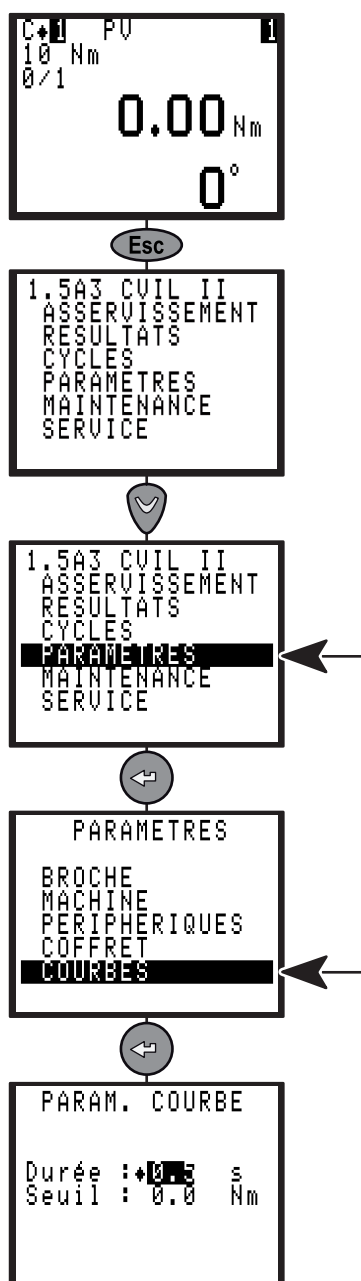 C♦1 PV 1
10 Nm
0/1
0.00 Nm
0°
Esc
1.5A3 CVIL II
ASSERVISSEMENT
RESULTATS
CYCLES
PARAMETRES
MAINTENANCE
SERVICE
1.5A3 CVIL II
ASSERVISSEMENT
RESULTATS
CYCLES
PARAMETRES
MAINTENANCE
SERVICE
PARAMETRES
BROCHE
MACHINE
PERIPHERIQUES
COFFRET
COURBES
PARAM. COURBE
Durée :♦0.5 s
Seuil : 0.0 Nm